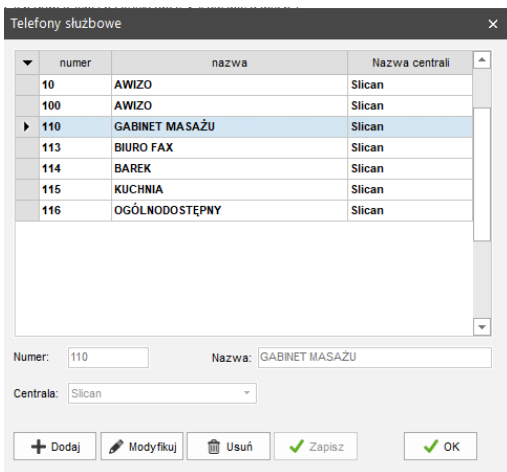 Telefony służbowe
numer nazwa Nazwa centrali
10 AWIZO Slican
100 AWIZO Slican
110 GABINET MASAŻU Slican
113 BIURO FAX Slican
114 BAREK Slican
115 KUCHNIA Slican
116 OGÓLNODOSTĘPNY Slican
Numer: 110 Nazwa: GABINET MASAŻU
Centrala: Slican
Dodaj Modyfikuj Usuń Zapisz OK